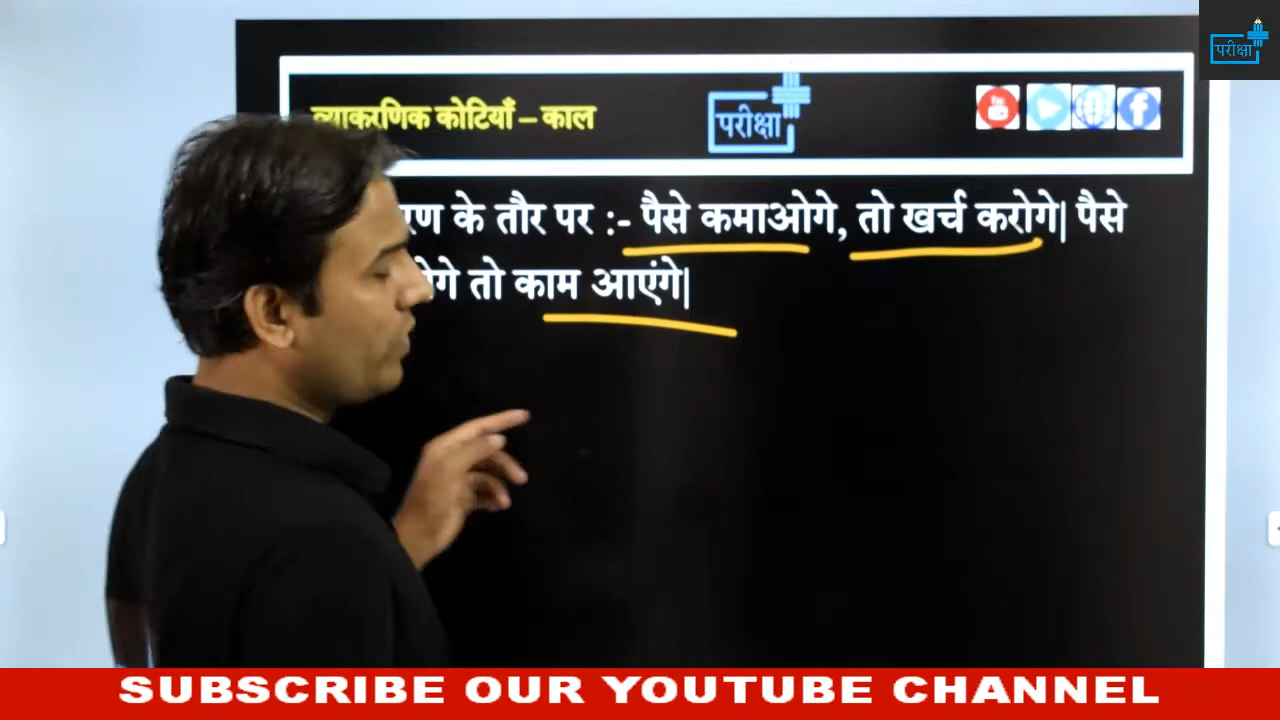 परीक्षा
व्याकरणिक कोटियाँ – काल
परीक्षा
के तौर पर :- पैसे कमाओगे, तो खर्च करोगे| पैसे
तो काम आएंगे|
SUBSCRIBE OUR YOUTUBE CHANNEL